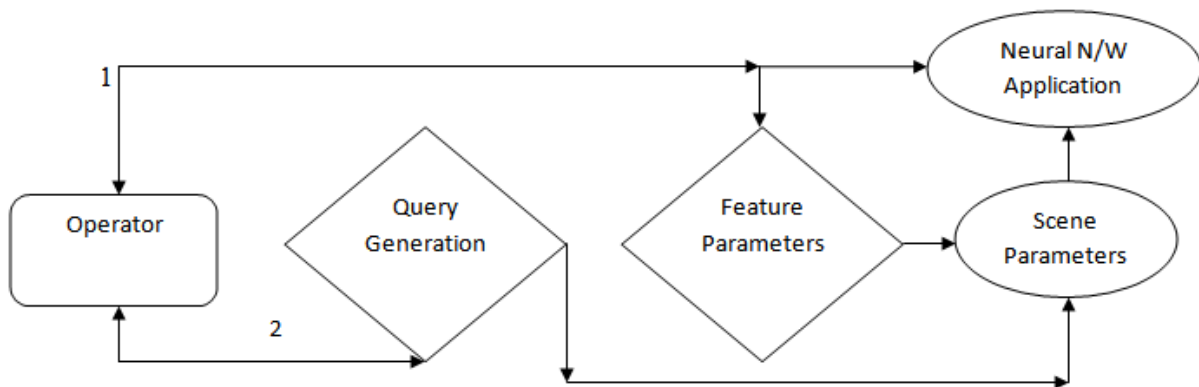 1
Neural N/W
Application
Operator
Query
Generation
Feature
Parameters
Scene
Parameters
2